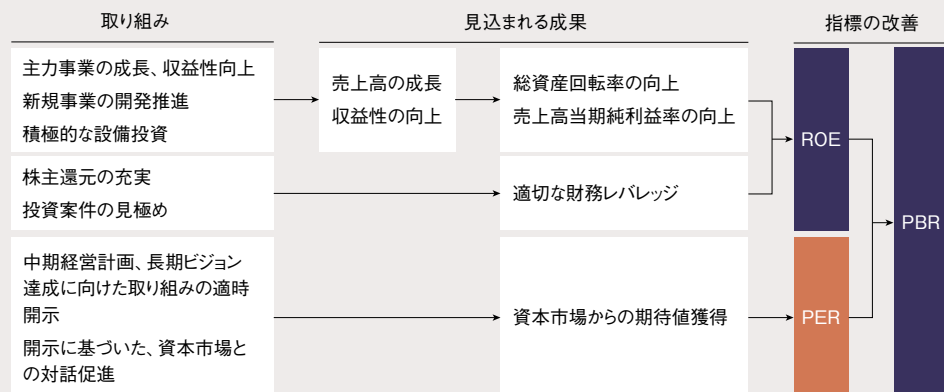 取り組み
見込まれる成果
指標の改善
主力事業の成長、収益性向上
新規事業の開発推進
積極的な設備投資
売上高の成長
収益性の向上
総資産回転率の向上
売上高当期純利益率の向上
ROE
株主還元の充実
投資案件の見極め
適切な財務レバレッジ
PBR
中期経営計画、長期ビジョン
達成に向けた取り組みの適時
開示
開示に基づいた、資本市場と
の対話促進
資本市場からの期待値獲得
PER